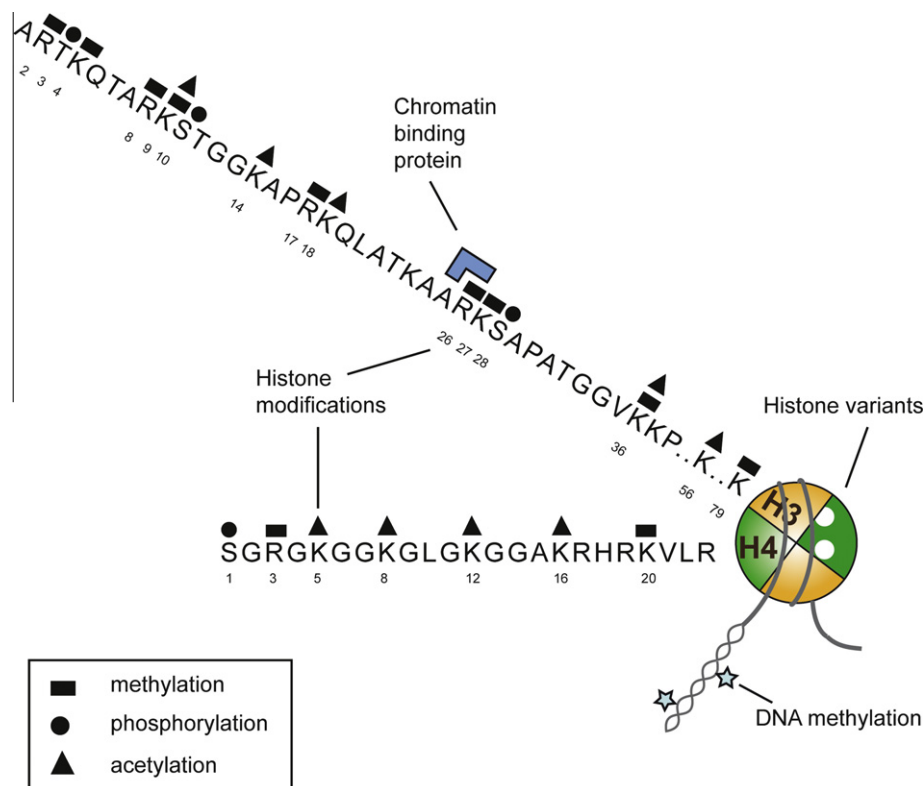 ARTKQTARKSTGGKAPRKQLATKAARKSAPATGGVKKP..K..K
2 3 4
8 9 10
14
17 18
26 27 28
36
56
79
Chromatin
binding
protein
Histone
modifications
Histone variants
H3
H4
SGRGKGGKGLGKGGAKRHRKVLR
1 3 5 8 12 16 20
DNA methylation
methylation
phosphorylation
acetylation